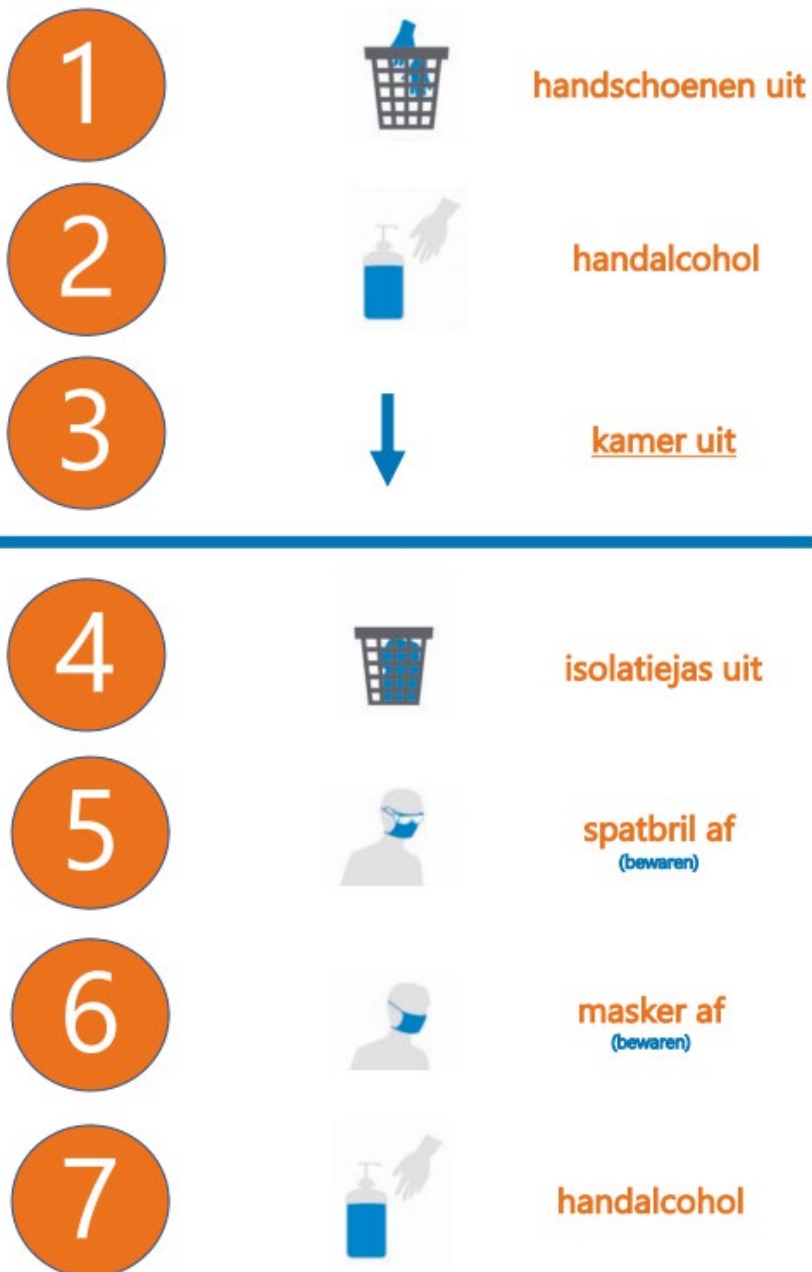 1
handschoenen uit
2
handalcohol
3
kamer uit
4
isolatiejas uit
5
spatbril af
(bewaren)
6
masker af
(bewaren)
7
handalcohol